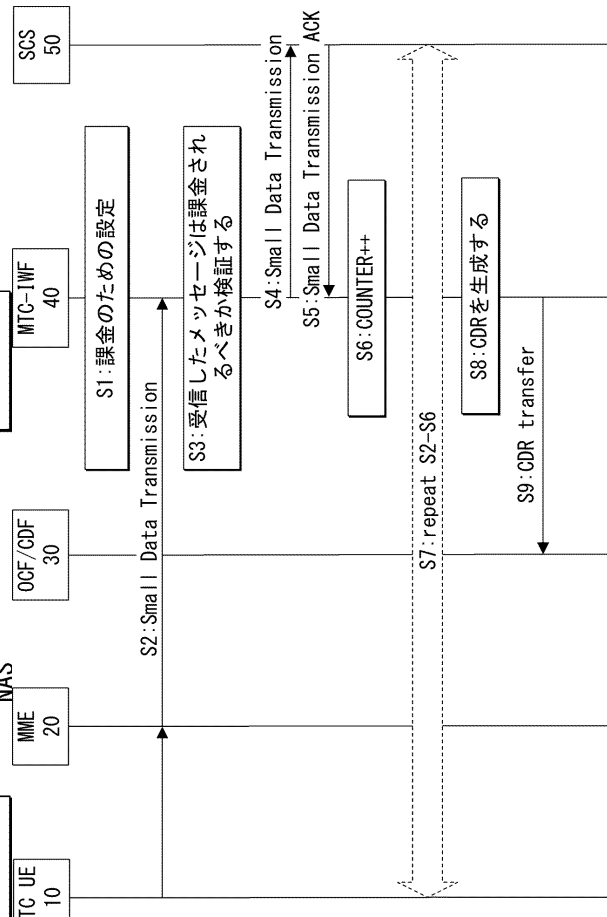 NAS
TC UE
10
MME
20
OCF/CDF
30
MTC-IWF
40
SCS
50
S1:課金のための設定
S2:Small Data Transmission
S3:受信したメッセージは課金され
るべきか検証する
S4:Small Data Transmission
S5:Small Data Transmission ACK
S6:COUNTER++
S7:repeat S2-S6
S8:CDRを生成する
S9:CDR transfer